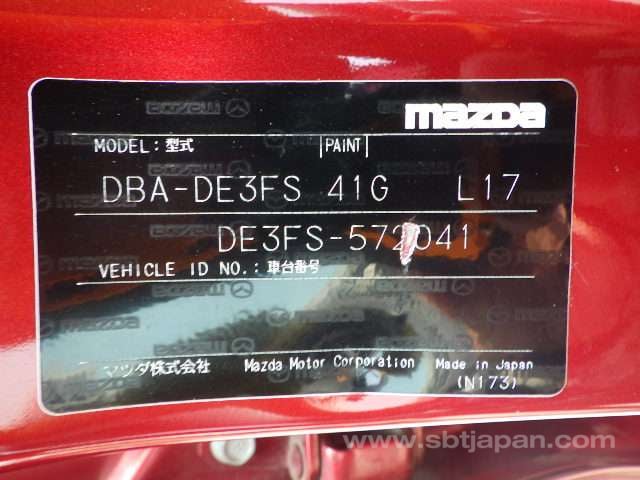 mazda
MODEL: 型式 |PAINT|
DBA-DE3FS 41G L17
DE3FS-572041
VEHICLE ID NO.: 車台番号
マツダ株式会社 Mazda Motor Corporation Made in Japan
(N173)
www.sbtjapan.com